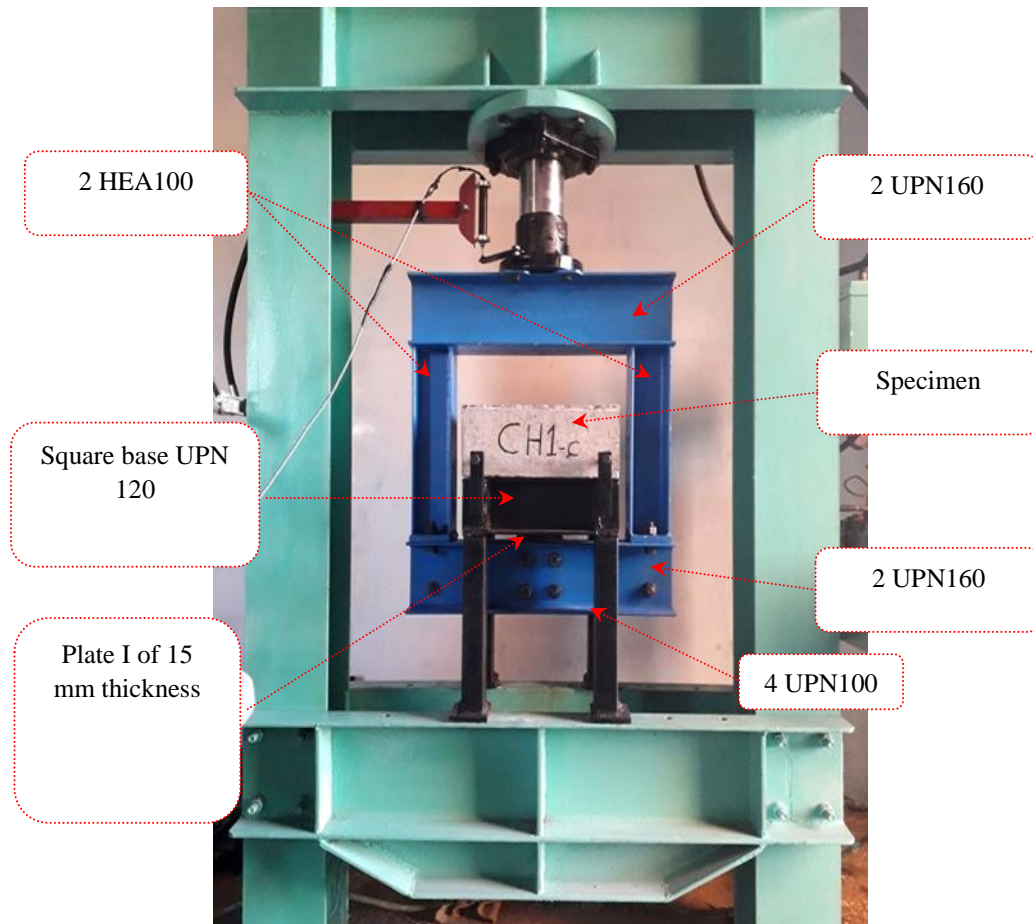 2 HEA100
2 UPN160
Specimen
CH1-c
Square base UPN
120
2 UPN160
Plate I of 15
mm thickness
4 UPN100